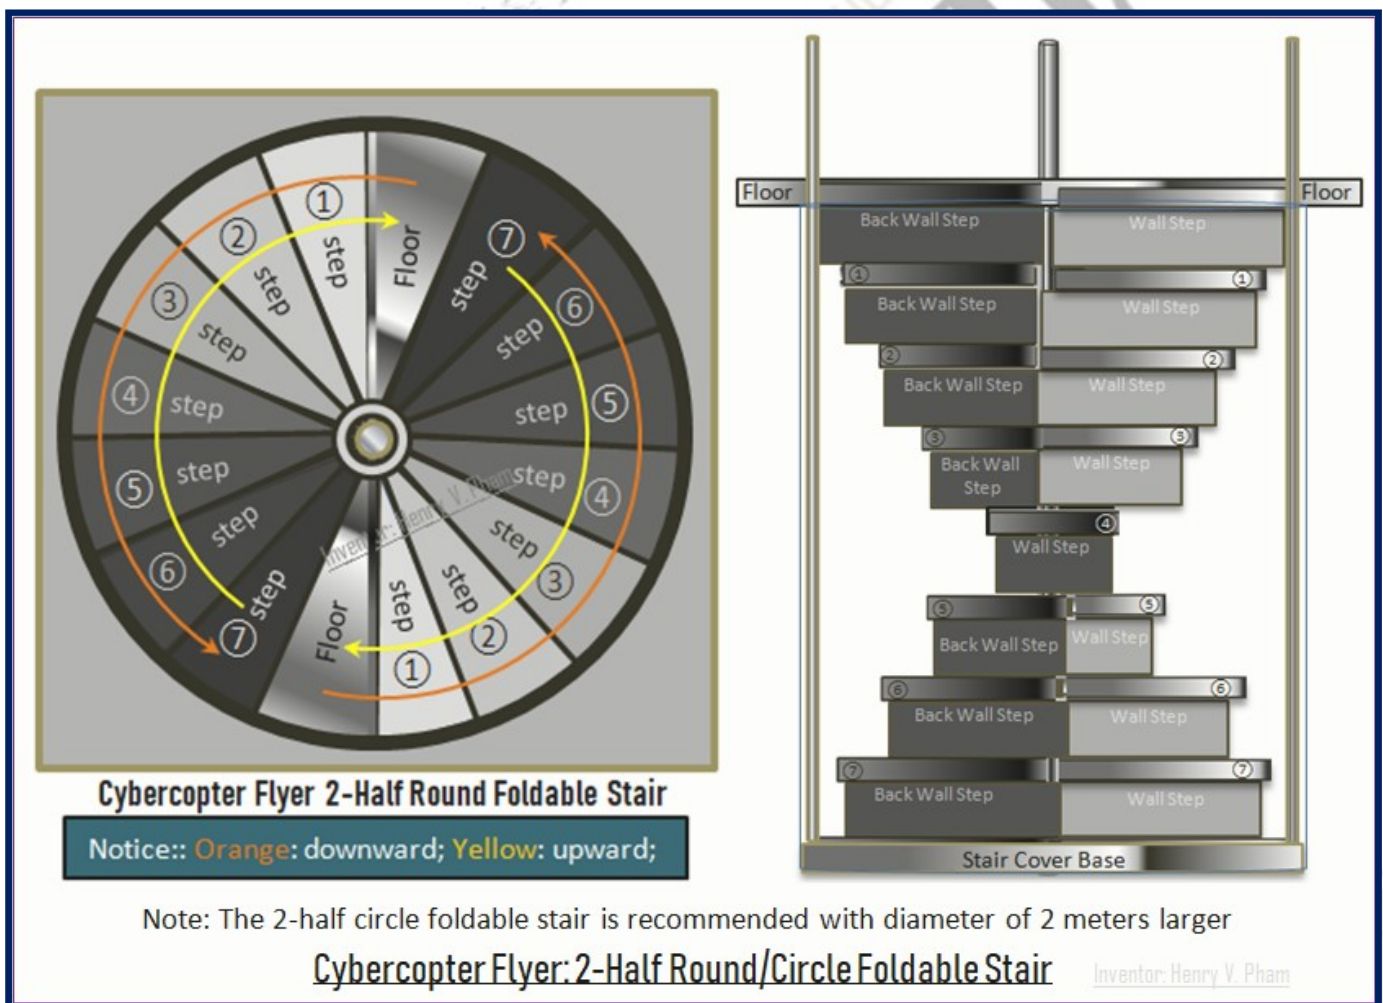 1
step
2
step
3
step
4
step
5
step
6
step
7
step
Floor
7
step
6
step
5
step
4
step
3
step
2
step
1
step
Floor
Inventor: Henry V. Pham
Cybercopter Flyer 2-Half Round Foldable Stair
Notice:: Orange: downward; Yellow: upward;
Floor Floor
Back Wall Step Wall Step
1 1
Back Wall Step Wall Step
2 2
Back Wall Step Wall Step
3 3
Back Wall Wall Step
Step
4
Wall Step
5 5
Back Wall Step Wall Step
6 6
Back Wall Step Wall Step
7 7
Back Wall Step Wall Step
Stair Cover Base
Note: The 2-half circle foldable stair is recommended with diameter of 2 meters larger
Cybercopter Flyer: 2-Half Round/Circle Foldable Stair
Inventor: Henry V. Pham